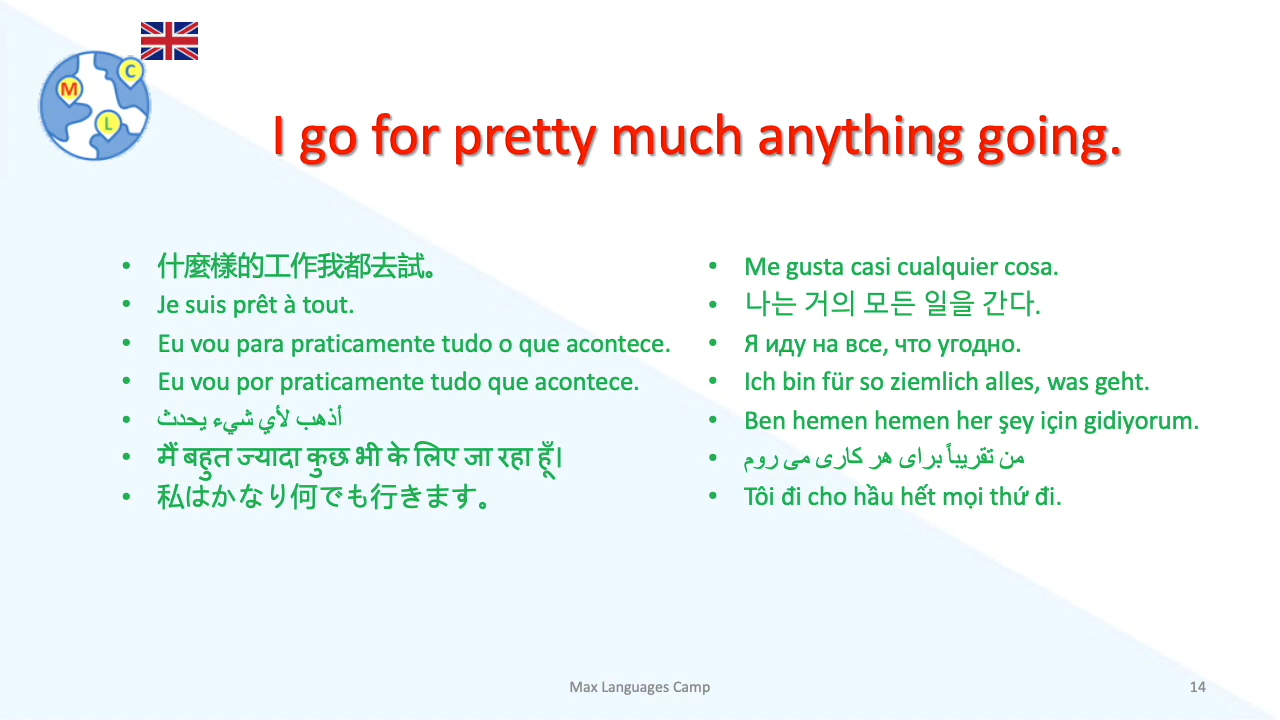 M
C
L
I go for pretty much anything going.
• 什麼樣的工作我都去試。
• Je suis prêt à tout.
• Eu vou para praticamente tudo o que acontece.
• Eu vou por praticamente tudo que acontece.
• أذهب لأي شيء يحدث
• मैं बहुत ज्यादा कुछ भी के लिए जा रहा हूँ।
• 私はかなり何でも行きます。
• Me gusta casi cualquier cosa.
• 나는 거의 모든 일을 간다.
• Я иду на все, что угодно.
• Ich bin für so ziemlich alles, was geht.
• Ben hemen hemen her şey için gidiyorum.
• من تقریباً برای هر کاری می روم
• Tôi đi cho hầu hết mọi thứ đi.
Max Languages Camp
14